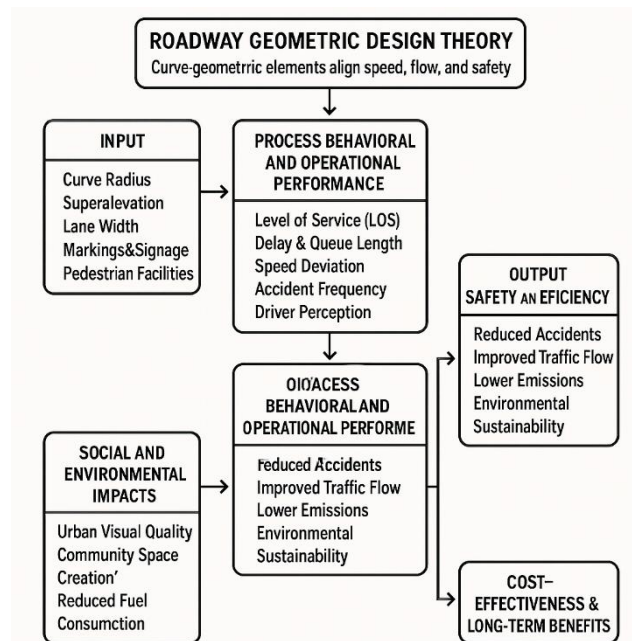 ROADWAY GEOMETRIC DESIGN THEORY
Curve-geometrric elements align speed, flow, and safety
INPUT
Curve Radius
Superalevation
Lane Width
Markings&Signage
Pedestrian Facilities
PROCESS BEHAVIORAL
AND OPERATIONAL
PERFORMANCE
Level of Service (LOS)
Delay & Queue Length
Speed Deviation
Accident Frequency
Driver Perception
OUTPUT
SAFETY AN EFICIENCY
Reduced Accidents
Improved Traffic Flow
Lower Emissions
Environmental
Sustainability
BEHAVIORAL AND
OPERATIONAL PERFORME
Reduced Accidents
Improved Traffic Flow
Lower Emissions
Environmental
Sustainability
SOCIAL AND
ENVIRONMENTAL
IMPACTS
Urban Visual Quality
Community Space
Creation'
Reduced Fuel
Consumction
COST–
EFFECTIVENESS &
LONG-TERM BENEFITS